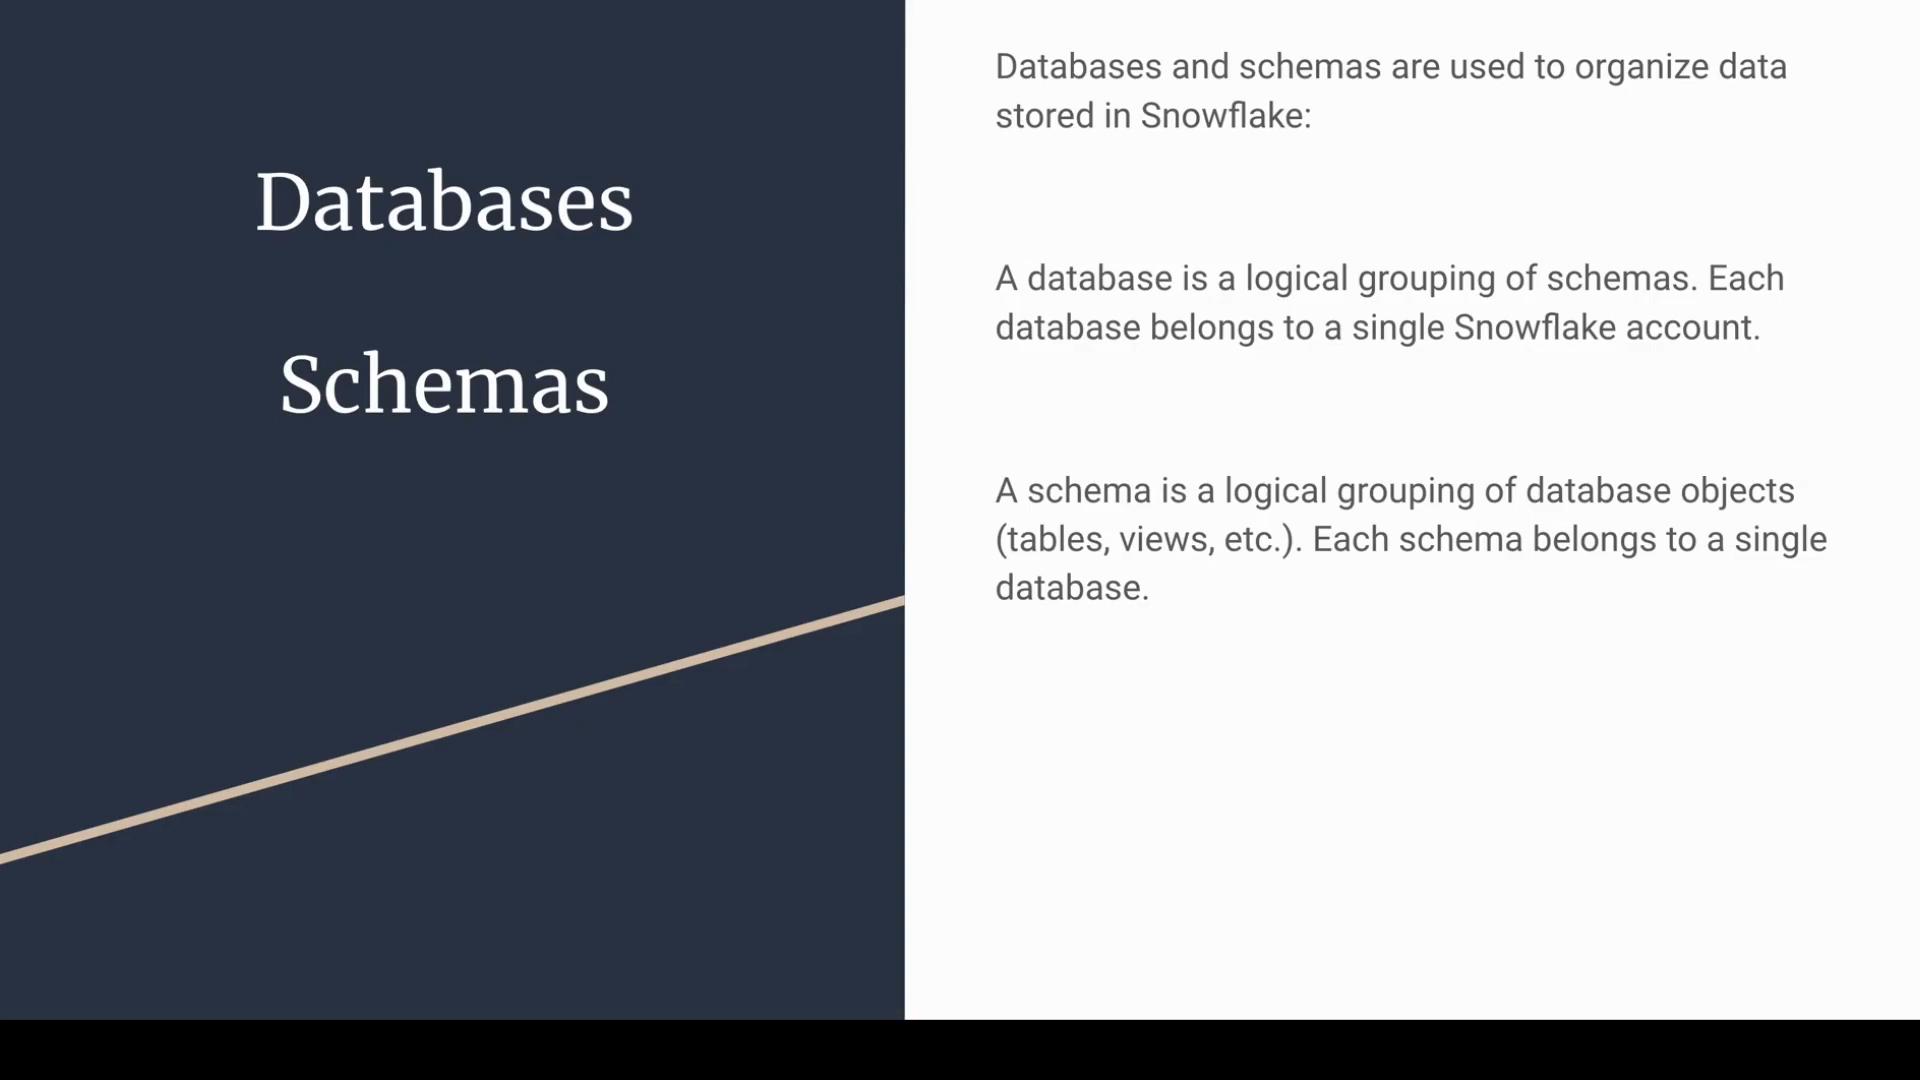 Databases
Schemas
Databases and schemas are used to organize data
stored in Snowflake:
A database is a logical grouping of schemas. Each
database belongs to a single Snowflake account.
A schema is a logical grouping of database objects
(tables, views, etc.). Each schema belongs to a single
database.